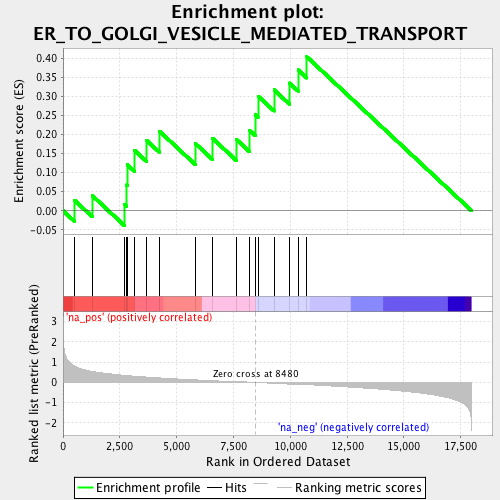 Enrichment plot:
ER_TO_GOLGI_VESICLE_MEDIATED_TRANSPORT
Enrichment score (ES)
0.40
0.35
0.30
0.25
0.20
0.15
0.10
0.05
0.00
-0.05
'na_pos' (positively correlated)
Ranked list metric (PreRanked)
3
2
1
0
-1
-2
Zero cross at 8480
'na_neg' (negatively correlated)
0 2,500 5,000 7,500 10,000 12,500 15,000 17,500
Rank in Ordered Dataset
Enrichment profile Hits Ranking metric scores